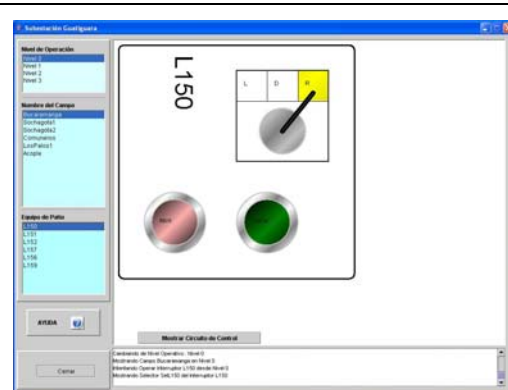 Subestación Guatiguara
Nivel de Operación
Nivel 0
Nivel 1
Nivel 2
Nivel 3
Nombre del Campo
Bucaramanga
Sochagota1
Sochagota2
Comuneros
LosPalos1
Acople
Equipo de Patio
L150
L151
L152
L157
L156
L159
AYUDA
Cerrar
L150
L D R
Mostrar Circuito de Control
Cambiando de Nivel Operativo. Nivel 0
Mostrando Campo Bucaramanga en Nivel 0
Intentando Operar Interruptor L150 desde Nivel 0
Mostrando Selector SelL150 del Interruptor L150